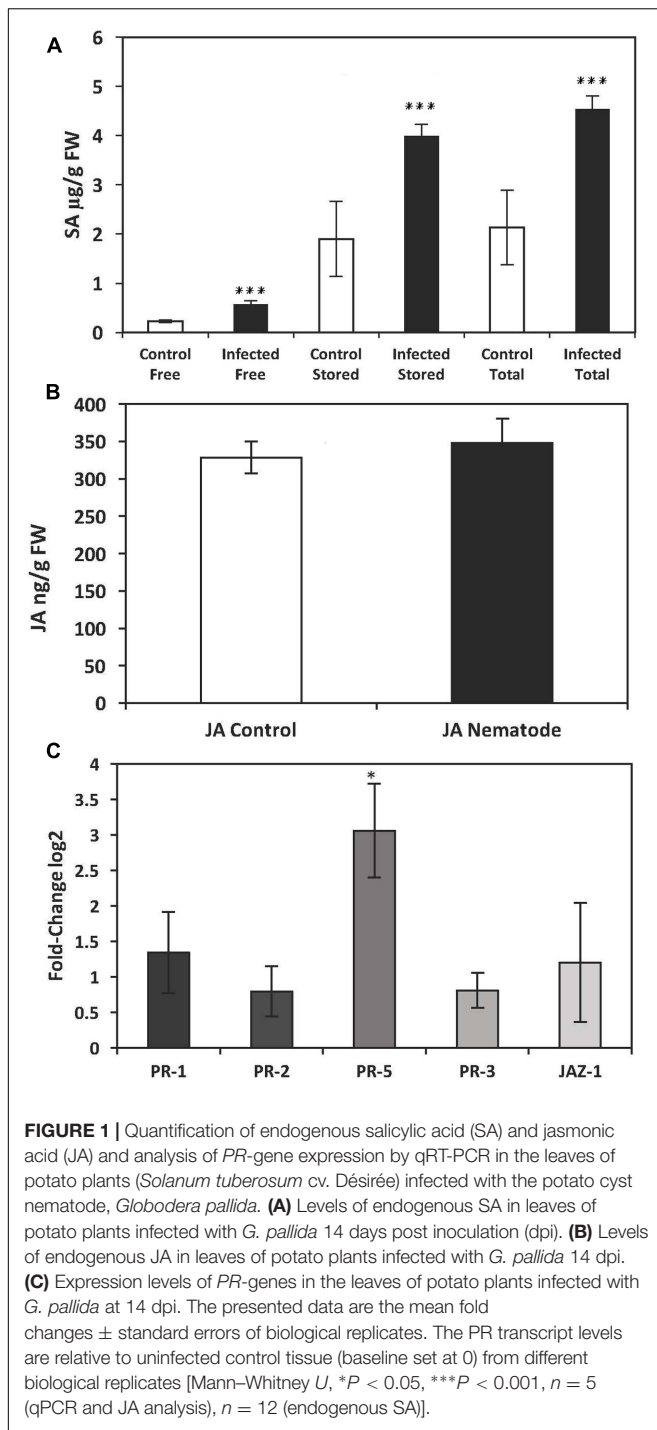 A
6
5
4
3
2
1
0
SA µg/g FW
***
***
***
Control Free
Infected Free
Control Stored
Infected Stored
Control Total
Infected Total
B
400
350
300
250
200
150
100
50
0
JA ng/g FW
JA Control
JA Nematode
C
4
3.5
3
2.5
2
1.5
1
0.5
0
Fold-Change log2
*
PR-1
PR-2
PR-5
PR-3
JAZ-1
FIGURE 1 | Quantification of endogenous salicylic acid (SA) and jasmonic
acid (JA) and analysis of PR-gene expression by qRT-PCR in the leaves of
potato plants (Solanum tuberosum cv. Désirée) infected with the potato cyst
nematode, Globodera pallida. (A) Levels of endogenous SA in leaves of
potato plants infected with G. pallida 14 days post inoculation (dpi). (B) Levels
of endogenous JA in leaves of potato plants infected with G. pallida 14 dpi.
(C) Expression levels of PR-genes in the leaves of potato plants infected with
G. pallida at 14 dpi. The presented data are the mean fold
changes ± standard errors of biological replicates. The PR transcript levels
are relative to uninfected control tissue (baseline set at 0) from different
biological replicates [Mann–Whitney U, *P < 0.05, ***P < 0.001, n = 5
(qPCR and JA analysis), n = 12 (endogenous SA)].